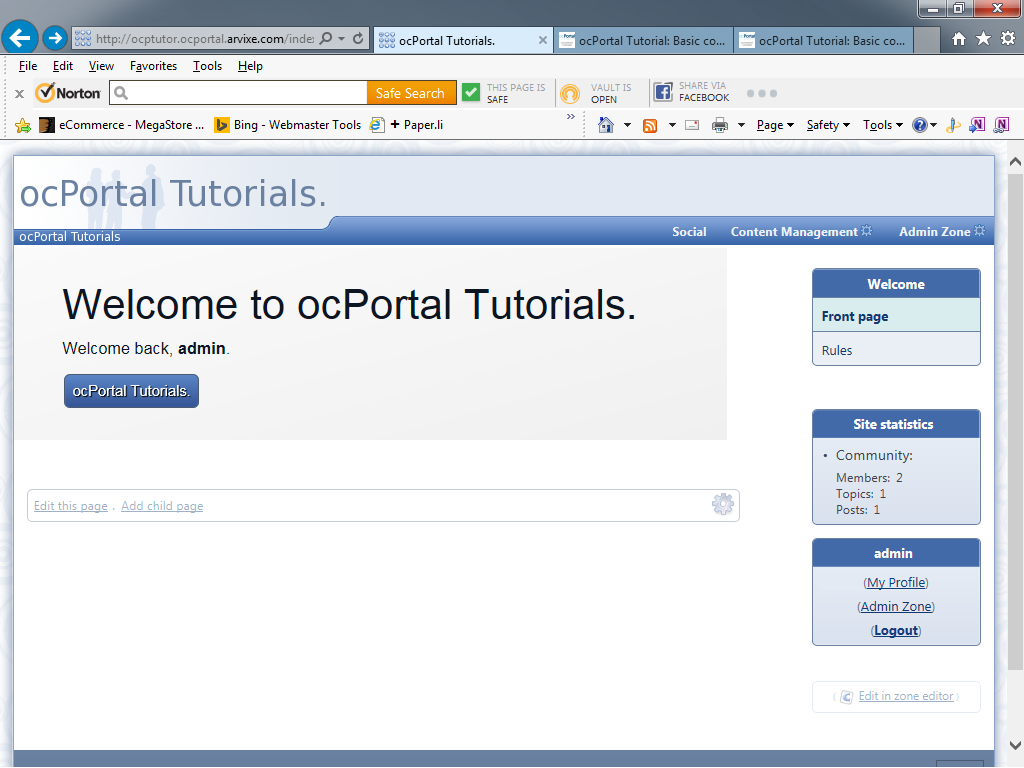 http://ocptutor.ocportal.arvixe.com/inde
ocPortal Tutorials.
ocPortal Tutorial: Basic co...
ocPortal Tutorial: Basic co...
File Edit View Favorites Tools Help
Norton
Safe Search
THIS PAGE IS
SAFE
VAULT IS
OPEN
SHARE VIA
FACEBOOK
eCommerce - MegaStore ...
Bing - Webmaster Tools
+ Paper.li
Page Safety Tools
ocPortal Tutorials.
ocPortal Tutorials
Social Content Management Admin Zone
Welcome to ocPortal Tutorials.
Welcome back, admin.
ocPortal Tutorials.
Edit this page . Add child page
Welcome
Front page
Rules
Site statistics
• Community:
Members: 2
Topics: 1
Posts: 1
admin
(My Profile)
(Admin Zone)
(Logout)
( Edit in zone editor )